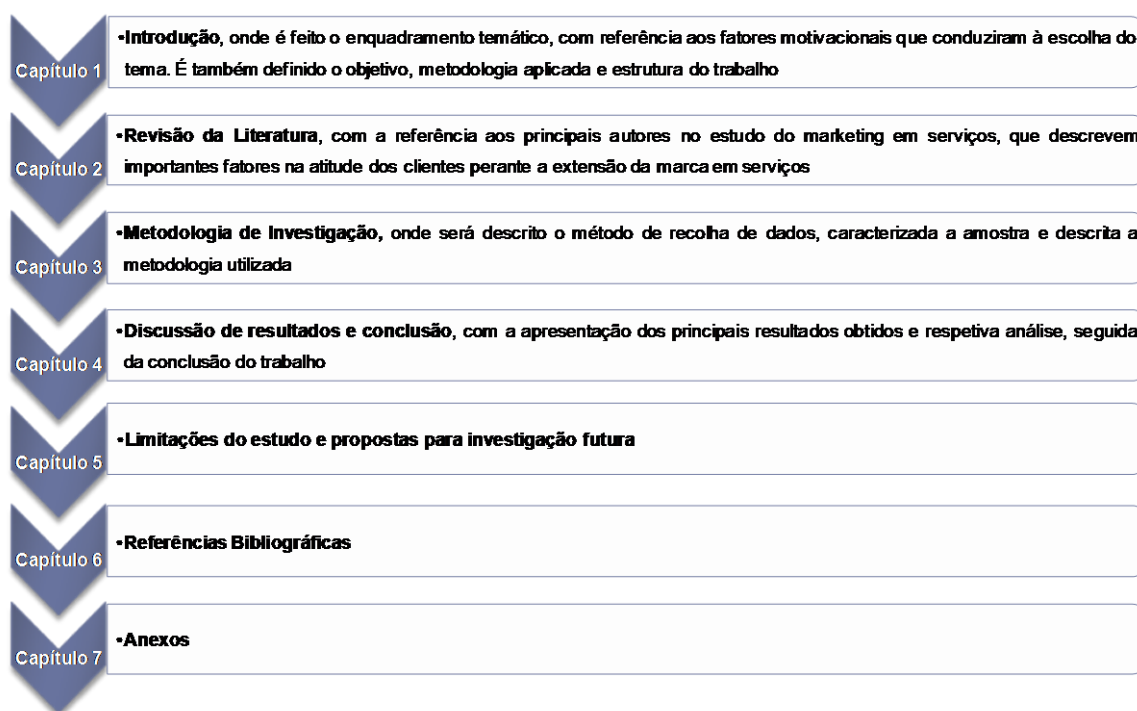 Capítulo 1
•Introdução, onde é feito o enquadramento temático, com referência aos fatores motivacionais que conduziram à escolha do
tema. É também definido o objetivo, metodologia aplicada e estrutura do trabalho
Capítulo 2
•Revisão da Literatura, com a referência aos principais autores no estudo do marketing em serviços, que descrevem
importantes fatores na atitude dos clientes perante a extensão da marca em serviços
Capítulo 3
•Metodologia de Investigação, onde será descrito o método de recolha de dados, caracterizada a amostra e descrita a
metodologia utilizada
Capítulo 4
•Discussão de resultados e conclusão, com a apresentação dos principais resultados obtidos e respetiva análise, seguida
da conclusão do trabalho
Capítulo 5
•Limitações do estudo e propostas para investigação futura
Capítulo 6
•Referências Bibliográficas
Capítulo 7
•Anexos